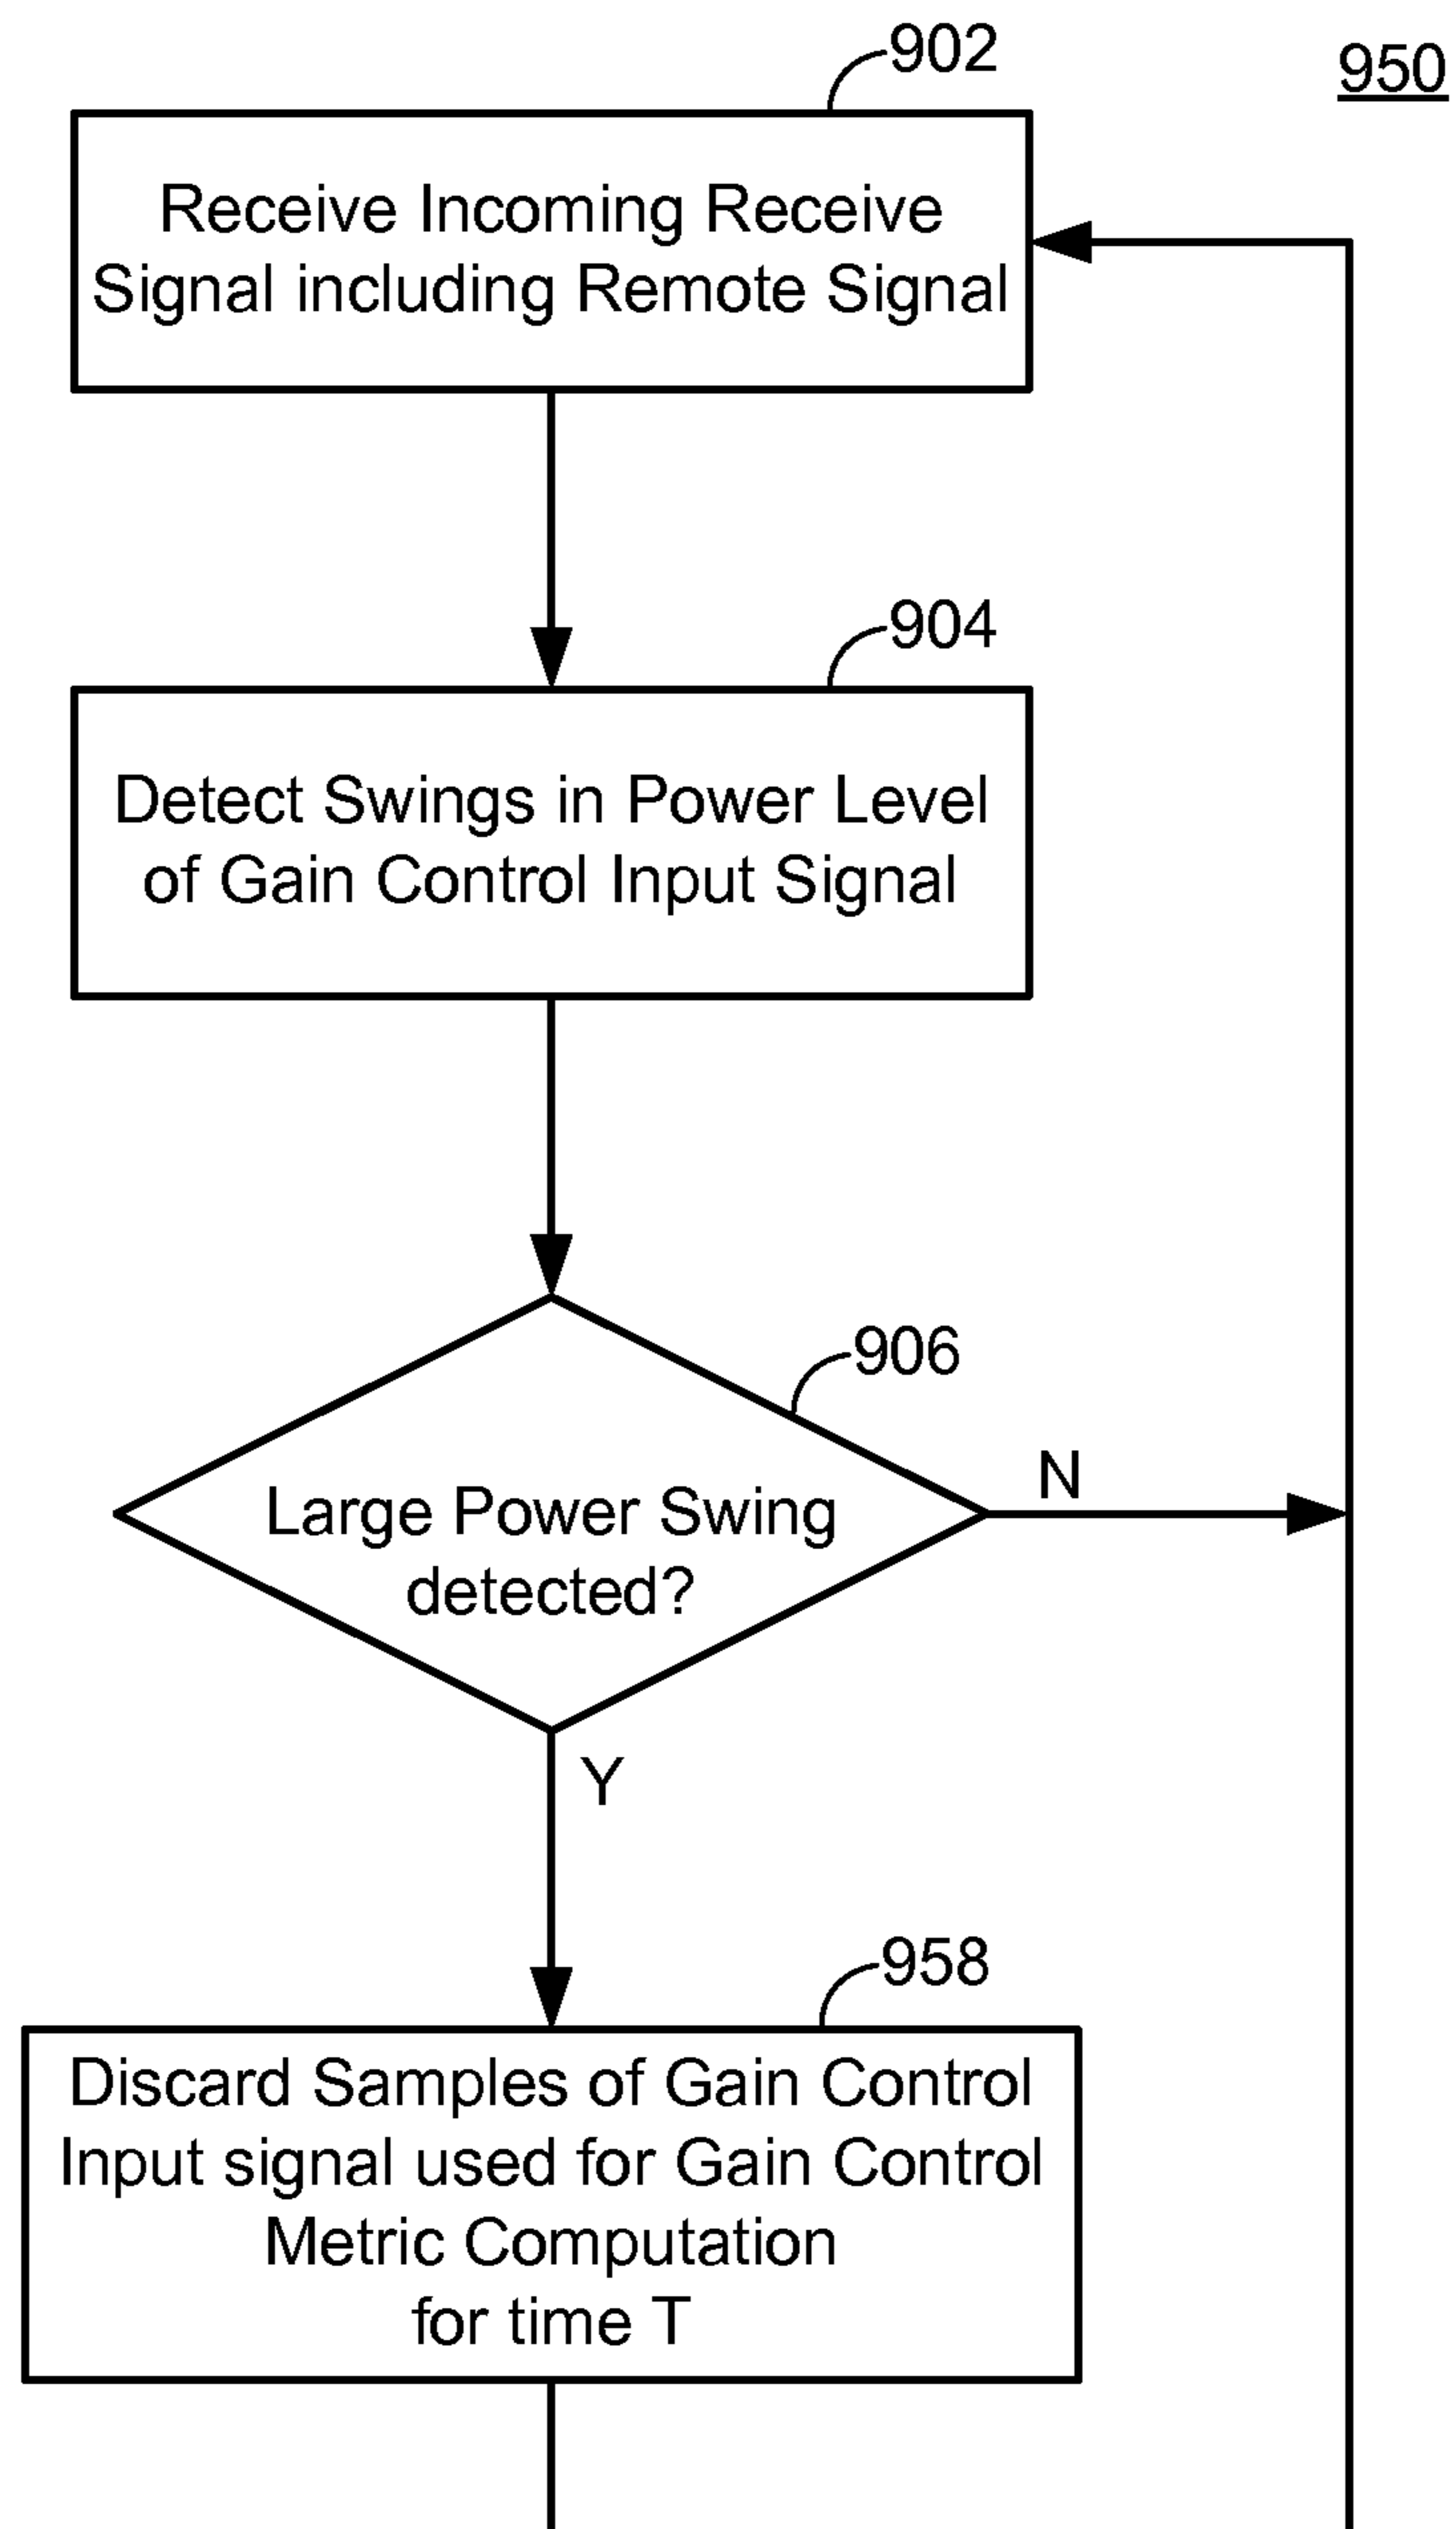 902
950
Receive Incoming Receive
Signal including Remote Signal
904
Detect Swings in Power Level
of Gain Control Input Signal
906
Large Power Swing
detected?
N
Y
958
Discard Samples of Gain Control
Input signal used for Gain Control
Metric Computation
for time T